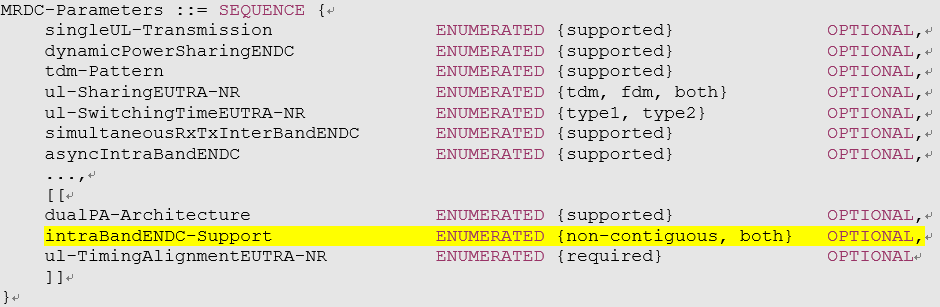 MRDC-Parameters ::= SEQUENCE {
singleUL-Transmission ENUMERATED {supported} OPTIONAL,
dynamicPowerSharingENDC ENUMERATED {supported} OPTIONAL,
tdm-Pattern ENUMERATED {supported} OPTIONAL,
ul-SharingEUTRA-NR ENUMERATED {tdm, fdm, both} OPTIONAL,
ul-SwitchingTimeEUTRA-NR ENUMERATED {type1, type2} OPTIONAL,
simultaneousRxTxInterBandENDC ENUMERATED {supported} OPTIONAL,
asyncIntraBandENDC ENUMERATED {supported} OPTIONAL,
...,
[[
dualPA-Architecture ENUMERATED {supported} OPTIONAL,
intraBandENDC-Support ENUMERATED {non-contiguous, both} OPTIONAL,
ul-TimingAlignmentEUTRA-NR ENUMERATED {required} OPTIONAL
]]
}